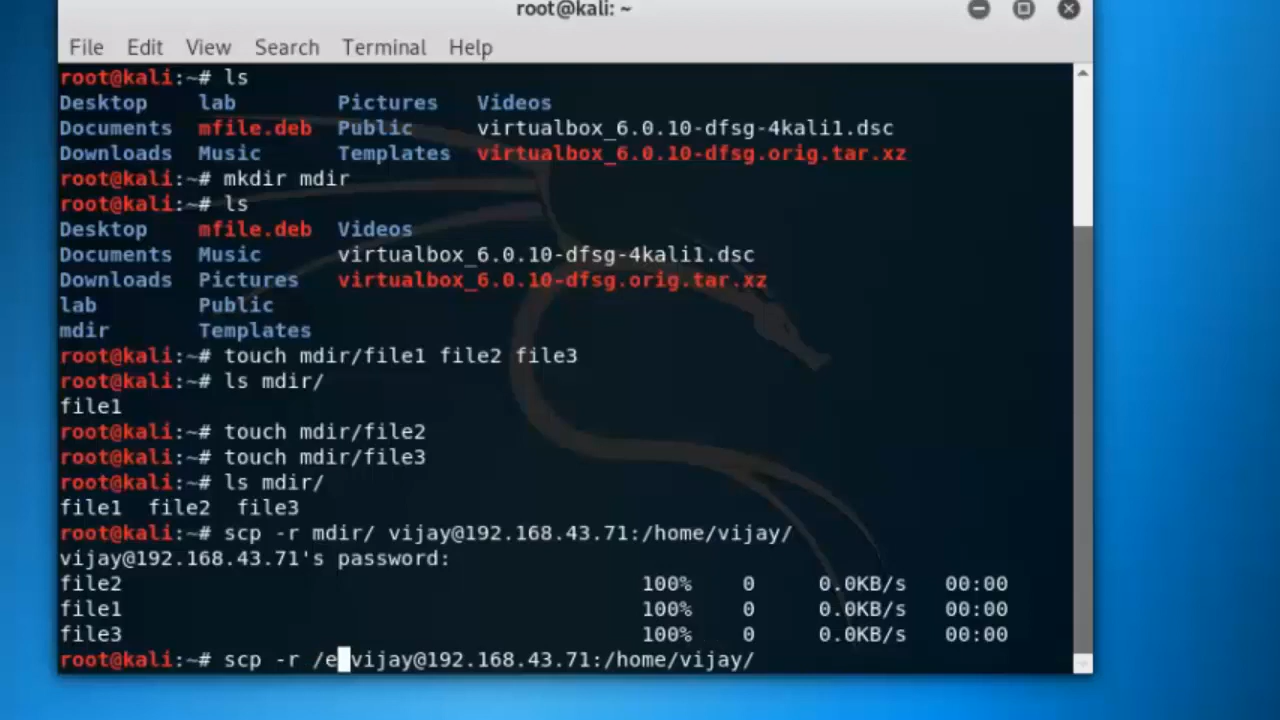 root@kali: ~
File Edit View Search Terminal Help
root@kali:~# ls
Desktop lab Pictures Videos
Documents mfile.deb Public virtualbox_6.0.10-dfsg-4kali1.dsc
Downloads Music Templates virtualbox_6.0.10-dfsg.orig.tar.xz
root@kali:~# mkdir mdir
root@kali:~# ls
Desktop mfile.deb Videos
Documents Music virtualbox_6.0.10-dfsg-4kali1.dsc
Downloads Pictures virtualbox_6.0.10-dfsg.orig.tar.xz
lab Public
mdir Templates
root@kali:~# touch mdir/file1 file2 file3
root@kali:~# ls mdir/
file1
root@kali:~# touch mdir/file2
root@kali:~# touch mdir/file3
root@kali:~# ls mdir/
file1 file2 file3
root@kali:~# scp -r mdir/ vijay@192.168.43.71:/home/vijay/
vijay@192.168.43.71's password:
file2 100% 0 0.0KB/s 00:00
file1 100% 0 0.0KB/s 00:00
file3 100% 0 0.0KB/s 00:00
root@kali:~# scp -r /e vijay@192.168.43.71:/home/vijay/